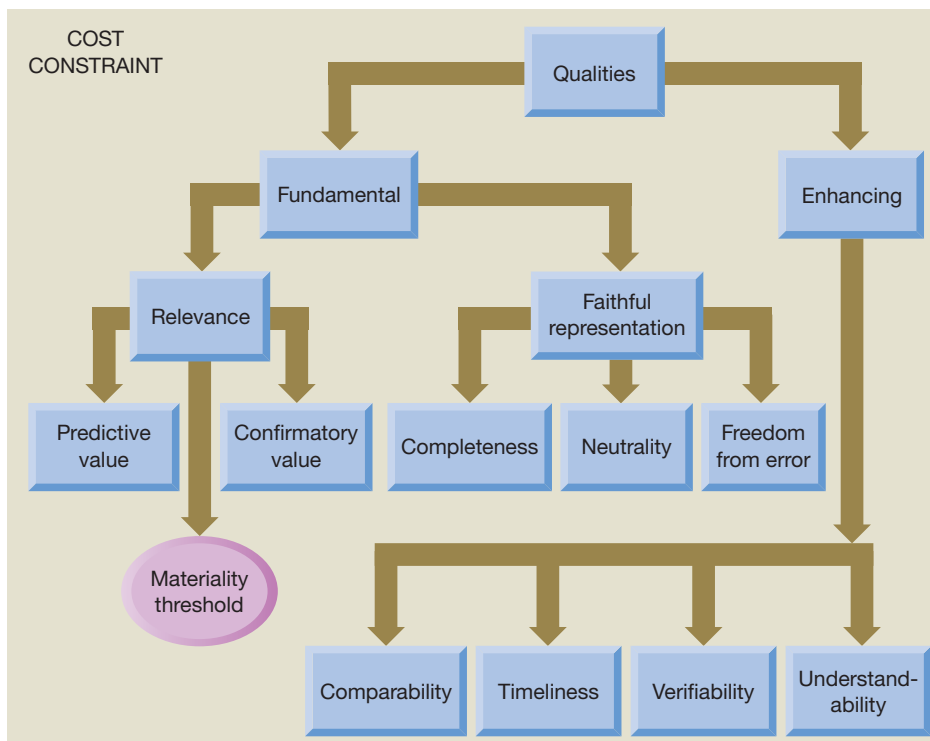 COST
CONSTRAINT
Qualities
Fundamental
Enhancing
Relevance
Faithful
representation
Predictive
value
Confirmatory
value
Completeness
Neutrality
Freedom
from error
Materiality
threshold
Comparability
Timeliness
Verifiability
Understand-
ability